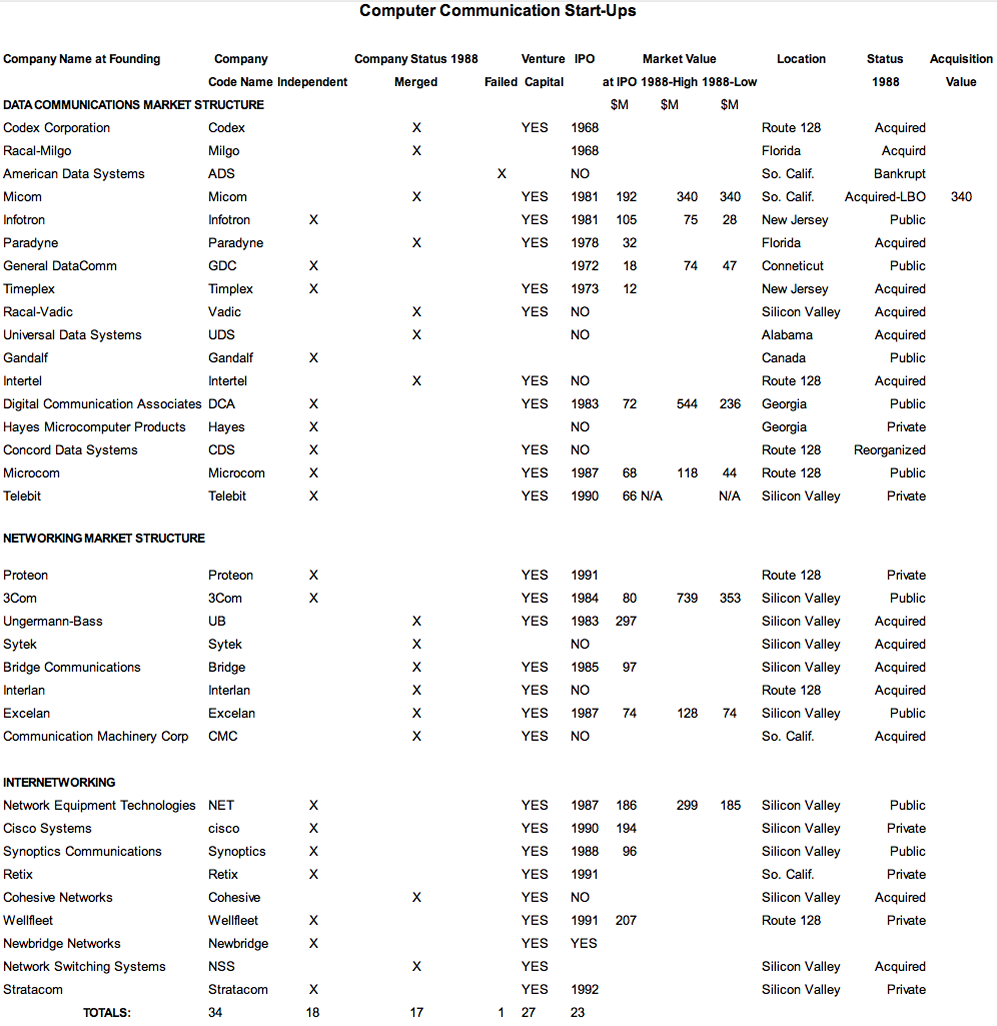 Computer Communication Start-Ups
Company Name at Founding Company Company Status 1988 Venture IPO Market Value Location Status Acquisition
Code Name Independent Merged Failed Capital at IPO 1988-High 1988-Low 1988 Value
DATA COMMUNICATIONS MARKET STRUCTURE $M $M $M
Codex Corporation Codex X YES 1968 Route 128 Acquired
Racal-Milgo Milgo X 1968 Florida Acquird
American Data Systems ADS X NO So. Calif. Bankrupt
Micom Micom X YES 1981 192 340 340 So. Calif. Acquired-LBO 340
Infotron Infotron X YES 1981 105 75 28 New Jersey Public
Paradyne Paradyne X YES 1978 32 Florida Acquired
General DataComm GDC X 1972 18 74 47 Conneticut Public
Timeplex Timplex X YES 1973 12 New Jersey Acquired
Racal-Vadic Vadic X YES NO Silicon Valley Acquired
Universal Data Systems UDS X NO Alabama Acquired
Gandalf Gandalf X Canada Public
Intertel Intertel X YES NO Route 128 Acquired
Digital Communication Associates DCA X YES 1983 72 544 236 Georgia Public
Hayes Microcomputer Products Hayes X NO Georgia Private
Concord Data Systems CDS X YES NO Route 128 Reorganized
Microcom Microcom X YES 1987 68 118 44 Route 128 Public
Telebit Telebit X YES 1990 66 N/A N/A Silicon Valley Private
NETWORKING MARKET STRUCTURE
Proteon Proteon X YES 1991 Route 128 Private
3Com 3Com X YES 1984 80 739 353 Silicon Valley Public
Ungermann-Bass UB X YES 1983 297 Silicon Valley Acquired
Sytek Sytek X NO Silicon Valley Acquired
Bridge Communications Bridge X YES 1985 97 Silicon Valley Acquired
Interlan Interlan X YES NO Route 128 Acquired
Excelan Excelan X YES 1987 74 128 74 Silicon Valley Public
Communication Machinery Corp CMC X YES NO So. Calif. Acquired
INTERNETWORKING
Network Equipment Technologies NET X YES 1987 186 299 185 Silicon Valley Public
Cisco Systems cisco X YES 1990 194 Silicon Valley Private
Synoptics Communications Synoptics X YES 1988 96 Silicon Valley Public
Retix Retix X YES 1991 So. Calif. Private
Cohesive Networks Cohesive X YES NO Silicon Valley Acquired
Wellfleet Wellfleet X YES 1991 207 Route 128 Private
Newbridge Networks Newbridge X YES YES
Network Switching Systems NSS X YES Silicon Valley Acquired
Stratacom Stratacom X YES 1992 Silicon Valley Private
TOTALS: 34 18 17 1 27 23